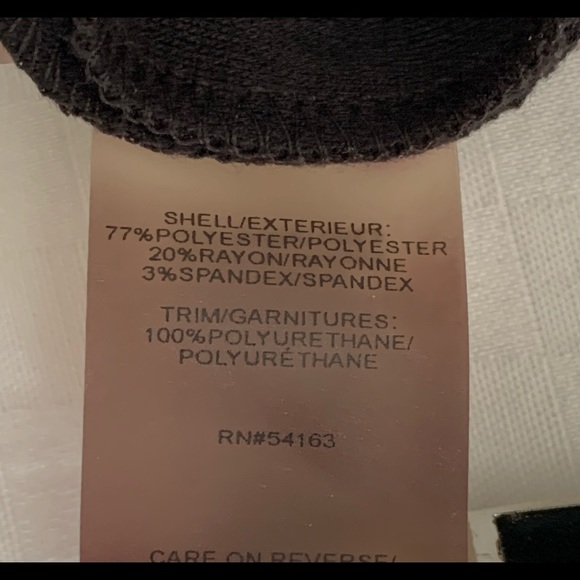 SHELL/EXTERIEUR:
77%POLYESTER/POLYESTER
20%RAYON/RAYONNE
3%SPANDEX/SPANDEX
TRIM/GARNITURES:
100%POLYURETHANE/
POLYURÉTHANE
RN#54163
CARE ON REVERSE/